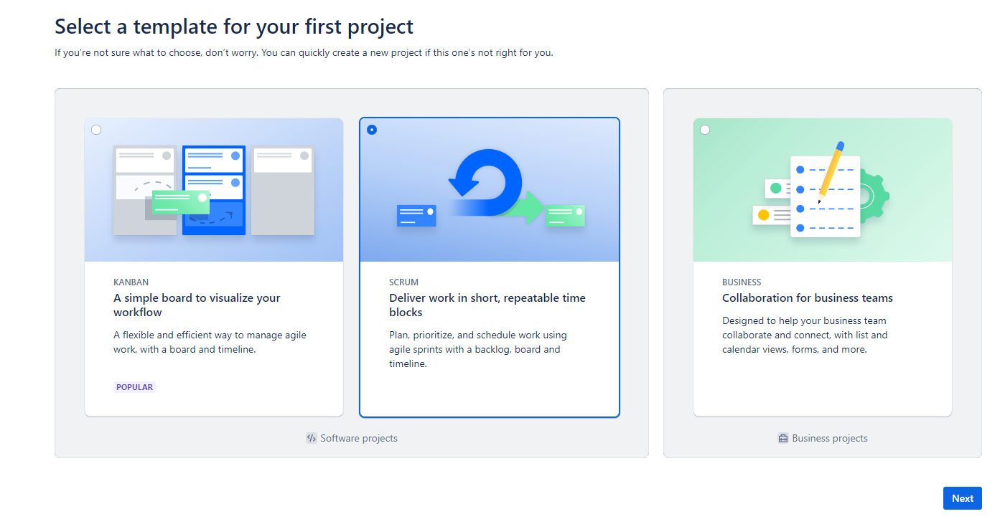 Select a template for your first project
If you're not sure what to choose, don't worry. You can quickly create a new project if this one's not right for you.
KANBAN
A simple board to visualize your
workflow
A flexible and efficient way to manage agile
work, with a board and timeline.
POPULAR
SCRUM
Deliver work in short, repeatable time
blocks
Plan, prioritize, and schedule work using
agile sprints with a backlog, board and
timeline.
Software projects
BUSINESS
Collaboration for business teams
Designed to help your business team
collaborate and connect, with list and
calendar views, forms, and more.
Business projects
Next